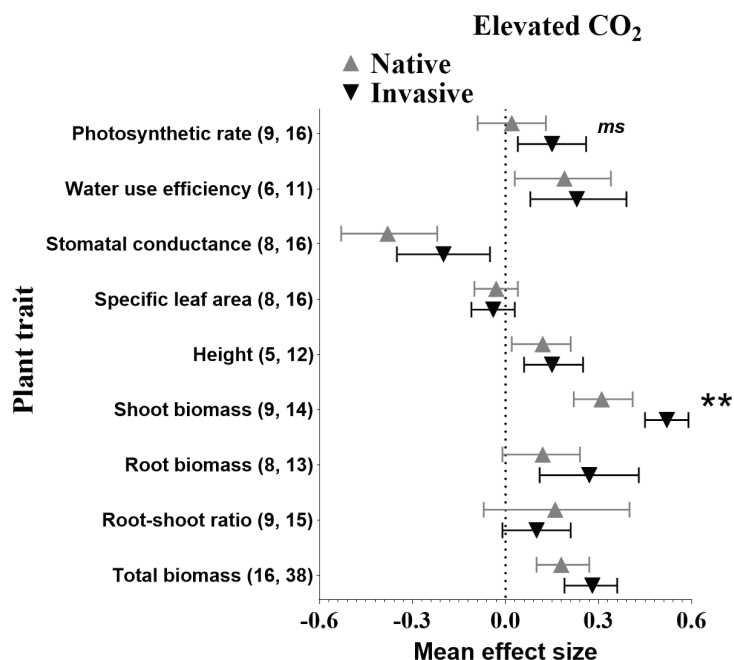 Elevated CO₂
Native
Invasive
Photosynthetic rate (9, 16)
ms
Water use efficiency (6, 11)
Stomatal conductance (8, 16)
Specific leaf area (8, 16)
Height (5, 12)
Shoot biomass (9, 14)
**
Root biomass (8, 13)
Root-shoot ratio (9, 15)
Total biomass (16, 38)
Plant trait
-0.6 -0.3 0.0 0.3 0.6
Mean effect size